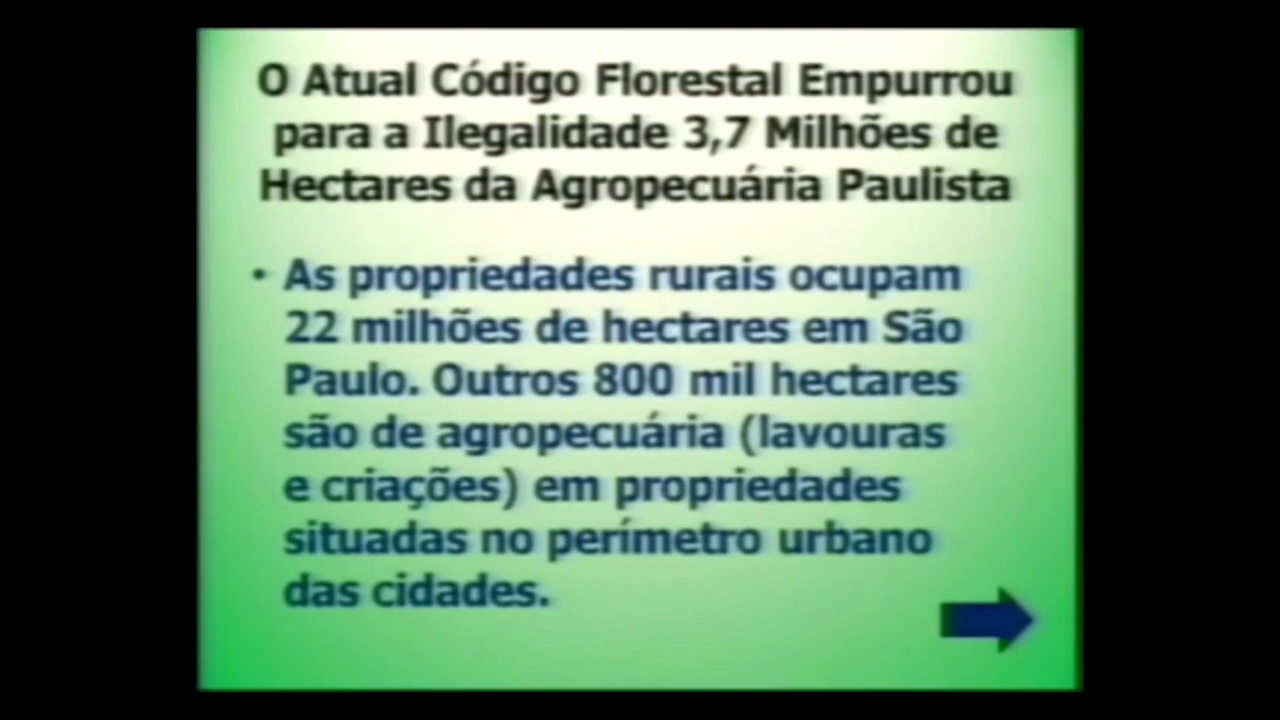 O Atual Código Florestal Empurrou
para a Ilegalidade 3,7 Milhões de
Hectares da Agropecuária Paulista
• As propriedades rurais ocupam
22 milhões de hectares em São
Paulo. Outros 800 mil hectares
são de agropecuária (lavouras
e criações) em propriedades
situadas no perímetro urbano
das cidades.